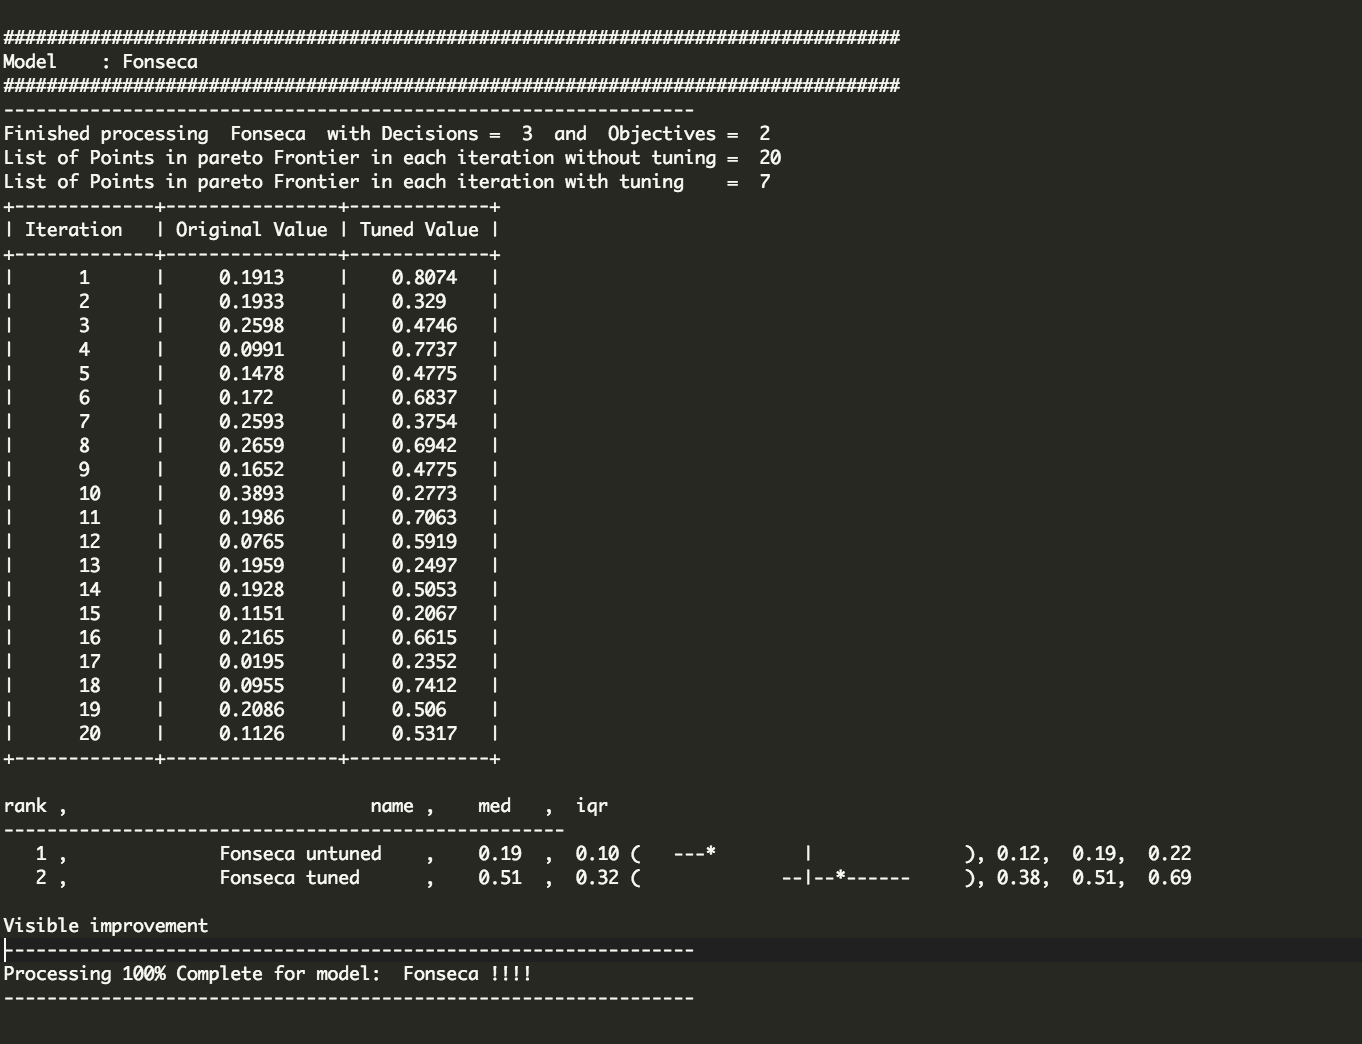 ###################################################################################
Model    : Fonseca
###################################################################################
----------------------------------------------------------------
Finished processing  Fonseca  with Decisions =  3  and  Objectives =  2
List of Points in pareto Frontier in each iteration without tuning =  20
List of Points in pareto Frontier in each iteration with tuning    =  7
+-------------+----------------+-------------+
| Iteration   | Original Value | Tuned Value |
+-------------+----------------+-------------+
|      1      |     0.1913     |    0.8074   |
|      2      |     0.1933     |    0.329    |
|      3      |     0.2598     |    0.4746   |
|      4      |     0.0991     |    0.7737   |
|      5      |     0.1478     |    0.4775   |
|      6      |     0.172      |    0.6837   |
|      7      |     0.2593     |    0.3754   |
|      8      |     0.2659     |    0.6942   |
|      9      |     0.1652     |    0.4775   |
|      10     |     0.3893     |    0.2773   |
|      11     |     0.1986     |    0.7063   |
|      12     |     0.0765     |    0.5919   |
|      13     |     0.1959     |    0.2497   |
|      14     |     0.1928     |    0.5053   |
|      15     |     0.1151     |    0.2067   |
|      16     |     0.2165     |    0.6615   |
|      17     |     0.0195     |    0.2352   |
|      18     |     0.0955     |    0.7412   |
|      19     |     0.2086     |    0.506    |
|      20     |     0.1126     |    0.5317   |
+-------------+----------------+-------------+
rank ,                            name ,    med   ,  iqr
----------------------------------------------------
   1 ,              Fonseca untuned    ,    0.19  ,  0.10 (   ---*        |              ), 0.12,  0.19,  0.22
   2 ,              Fonseca tuned      ,    0.51  ,  0.32 (             --|--*------     ), 0.38,  0.51,  0.69
Visible improvement
----------------------------------------------------------------
Processing 100% Complete for model:  Fonseca !!!!
----------------------------------------------------------------